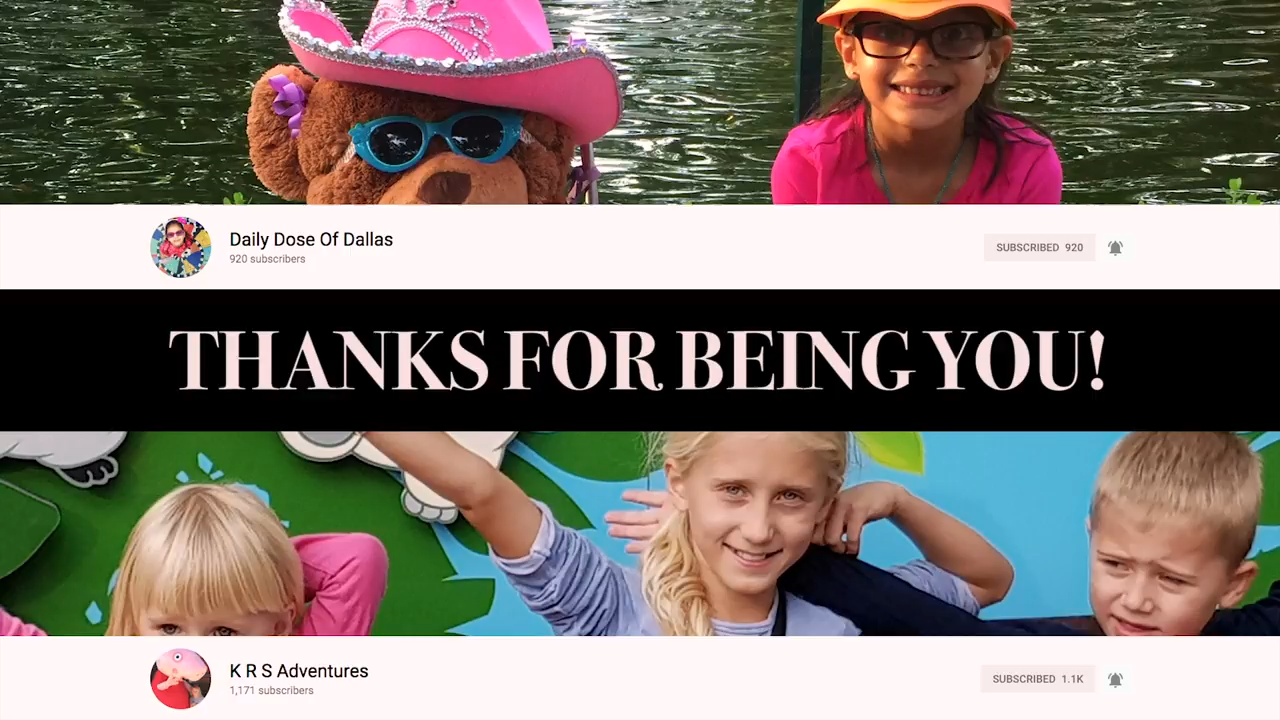 Daily Dose Of Dallas
920 subscribers
SUBSCRIBED 920
THANKS FOR BEING YOU!
K R S Adventures
1,171 subscribers
SUBSCRIBED 1.1K